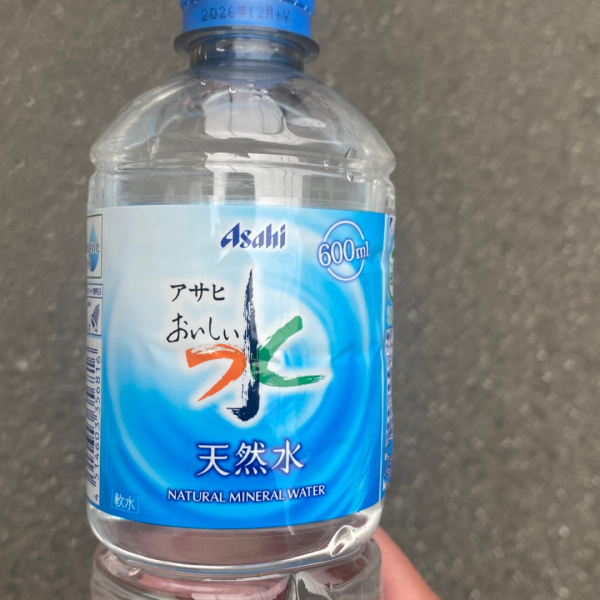 2026年12月+W
Asahi
600ml
アサヒ
おいしい
水
天然水
NATURAL MINERAL WATER
軟水